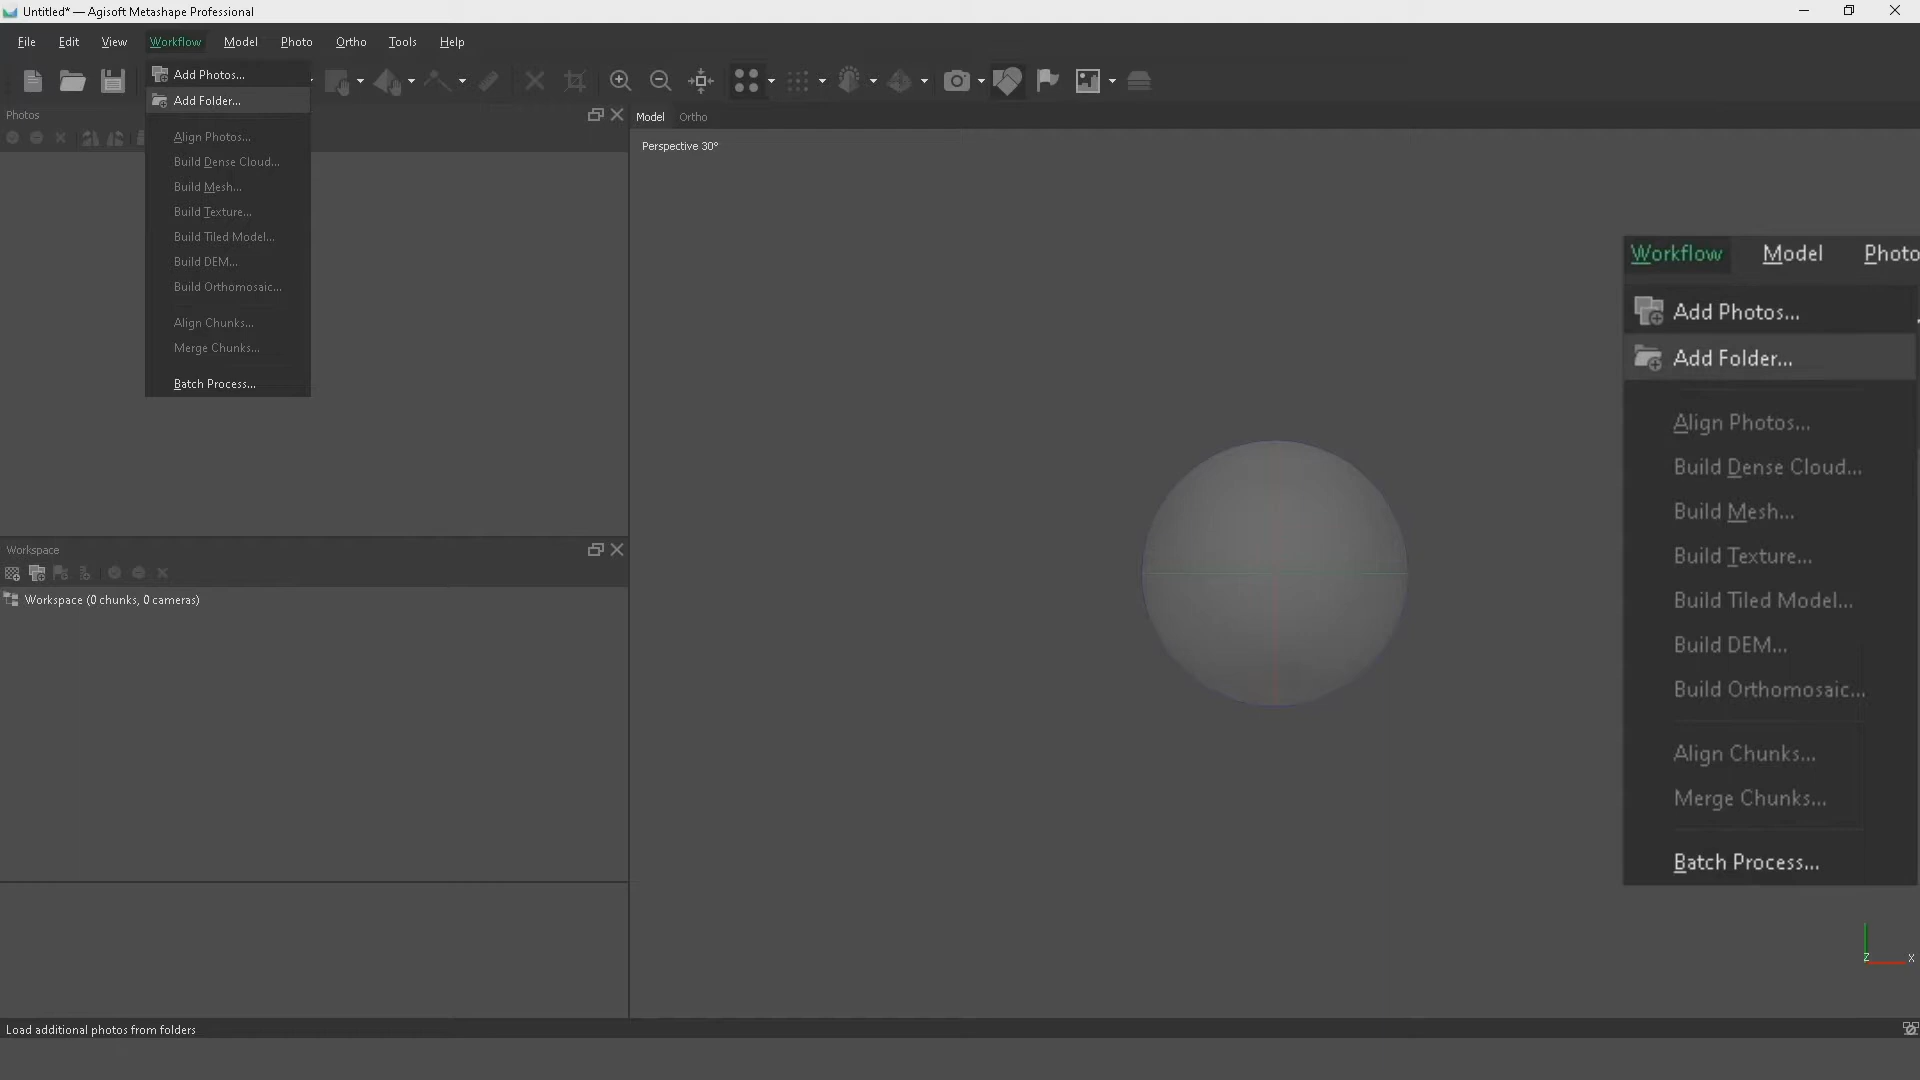 Untitled* — Agisoft Metashape Professional
File Edit View Workflow Model Photo Ortho Tools Help
Add Photos...
Add Folder...
Align Photos...
Build Dense Cloud...
Build Mesh...
Build Texture...
Build Tiled Model...
Build DEM...
Build Orthomosaic...
Align Chunks...
Merge Chunks...
Batch Process...
Photos
Model Ortho
Perspective 30°
Workflow Model Photo
Add Photos...
Add Folder...
Align Photos...
Build Dense Cloud...
Build Mesh...
Build Texture...
Build Tiled Model...
Build DEM...
Build Orthomosaic...
Align Chunks...
Merge Chunks...
Batch Process...
Workspace
Workspace (0 chunks, 0 cameras)
Z X
Load additional photos from folders